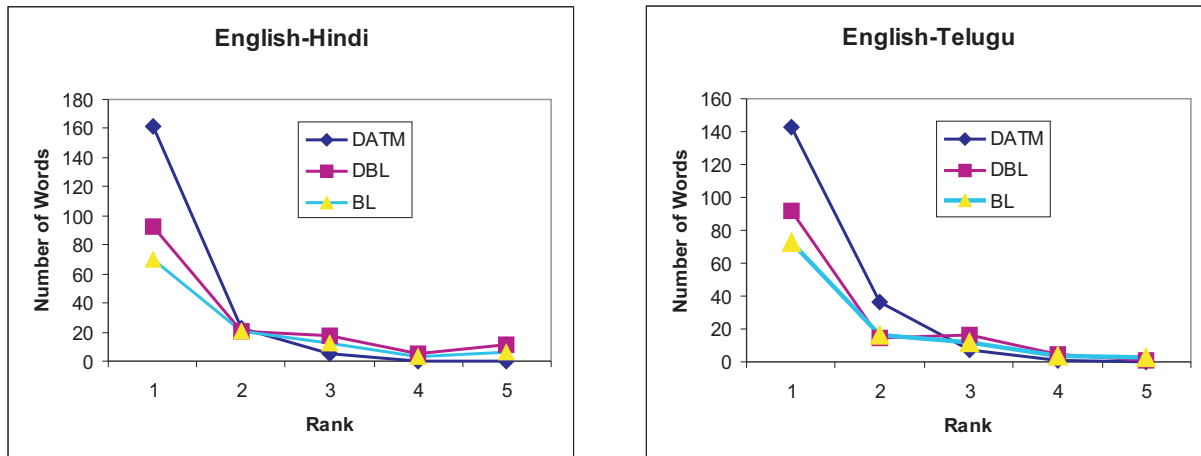 English-Hindi
180
160
140
120
100
80
60
40
20
0
Number of Words
DATM
DBL
BL
1 2 3 4 5
Rank
English-Telugu
160
140
120
100
80
60
40
20
0
Number of Words
DATM
DBL
BL
1 2 3 4 5
Rank